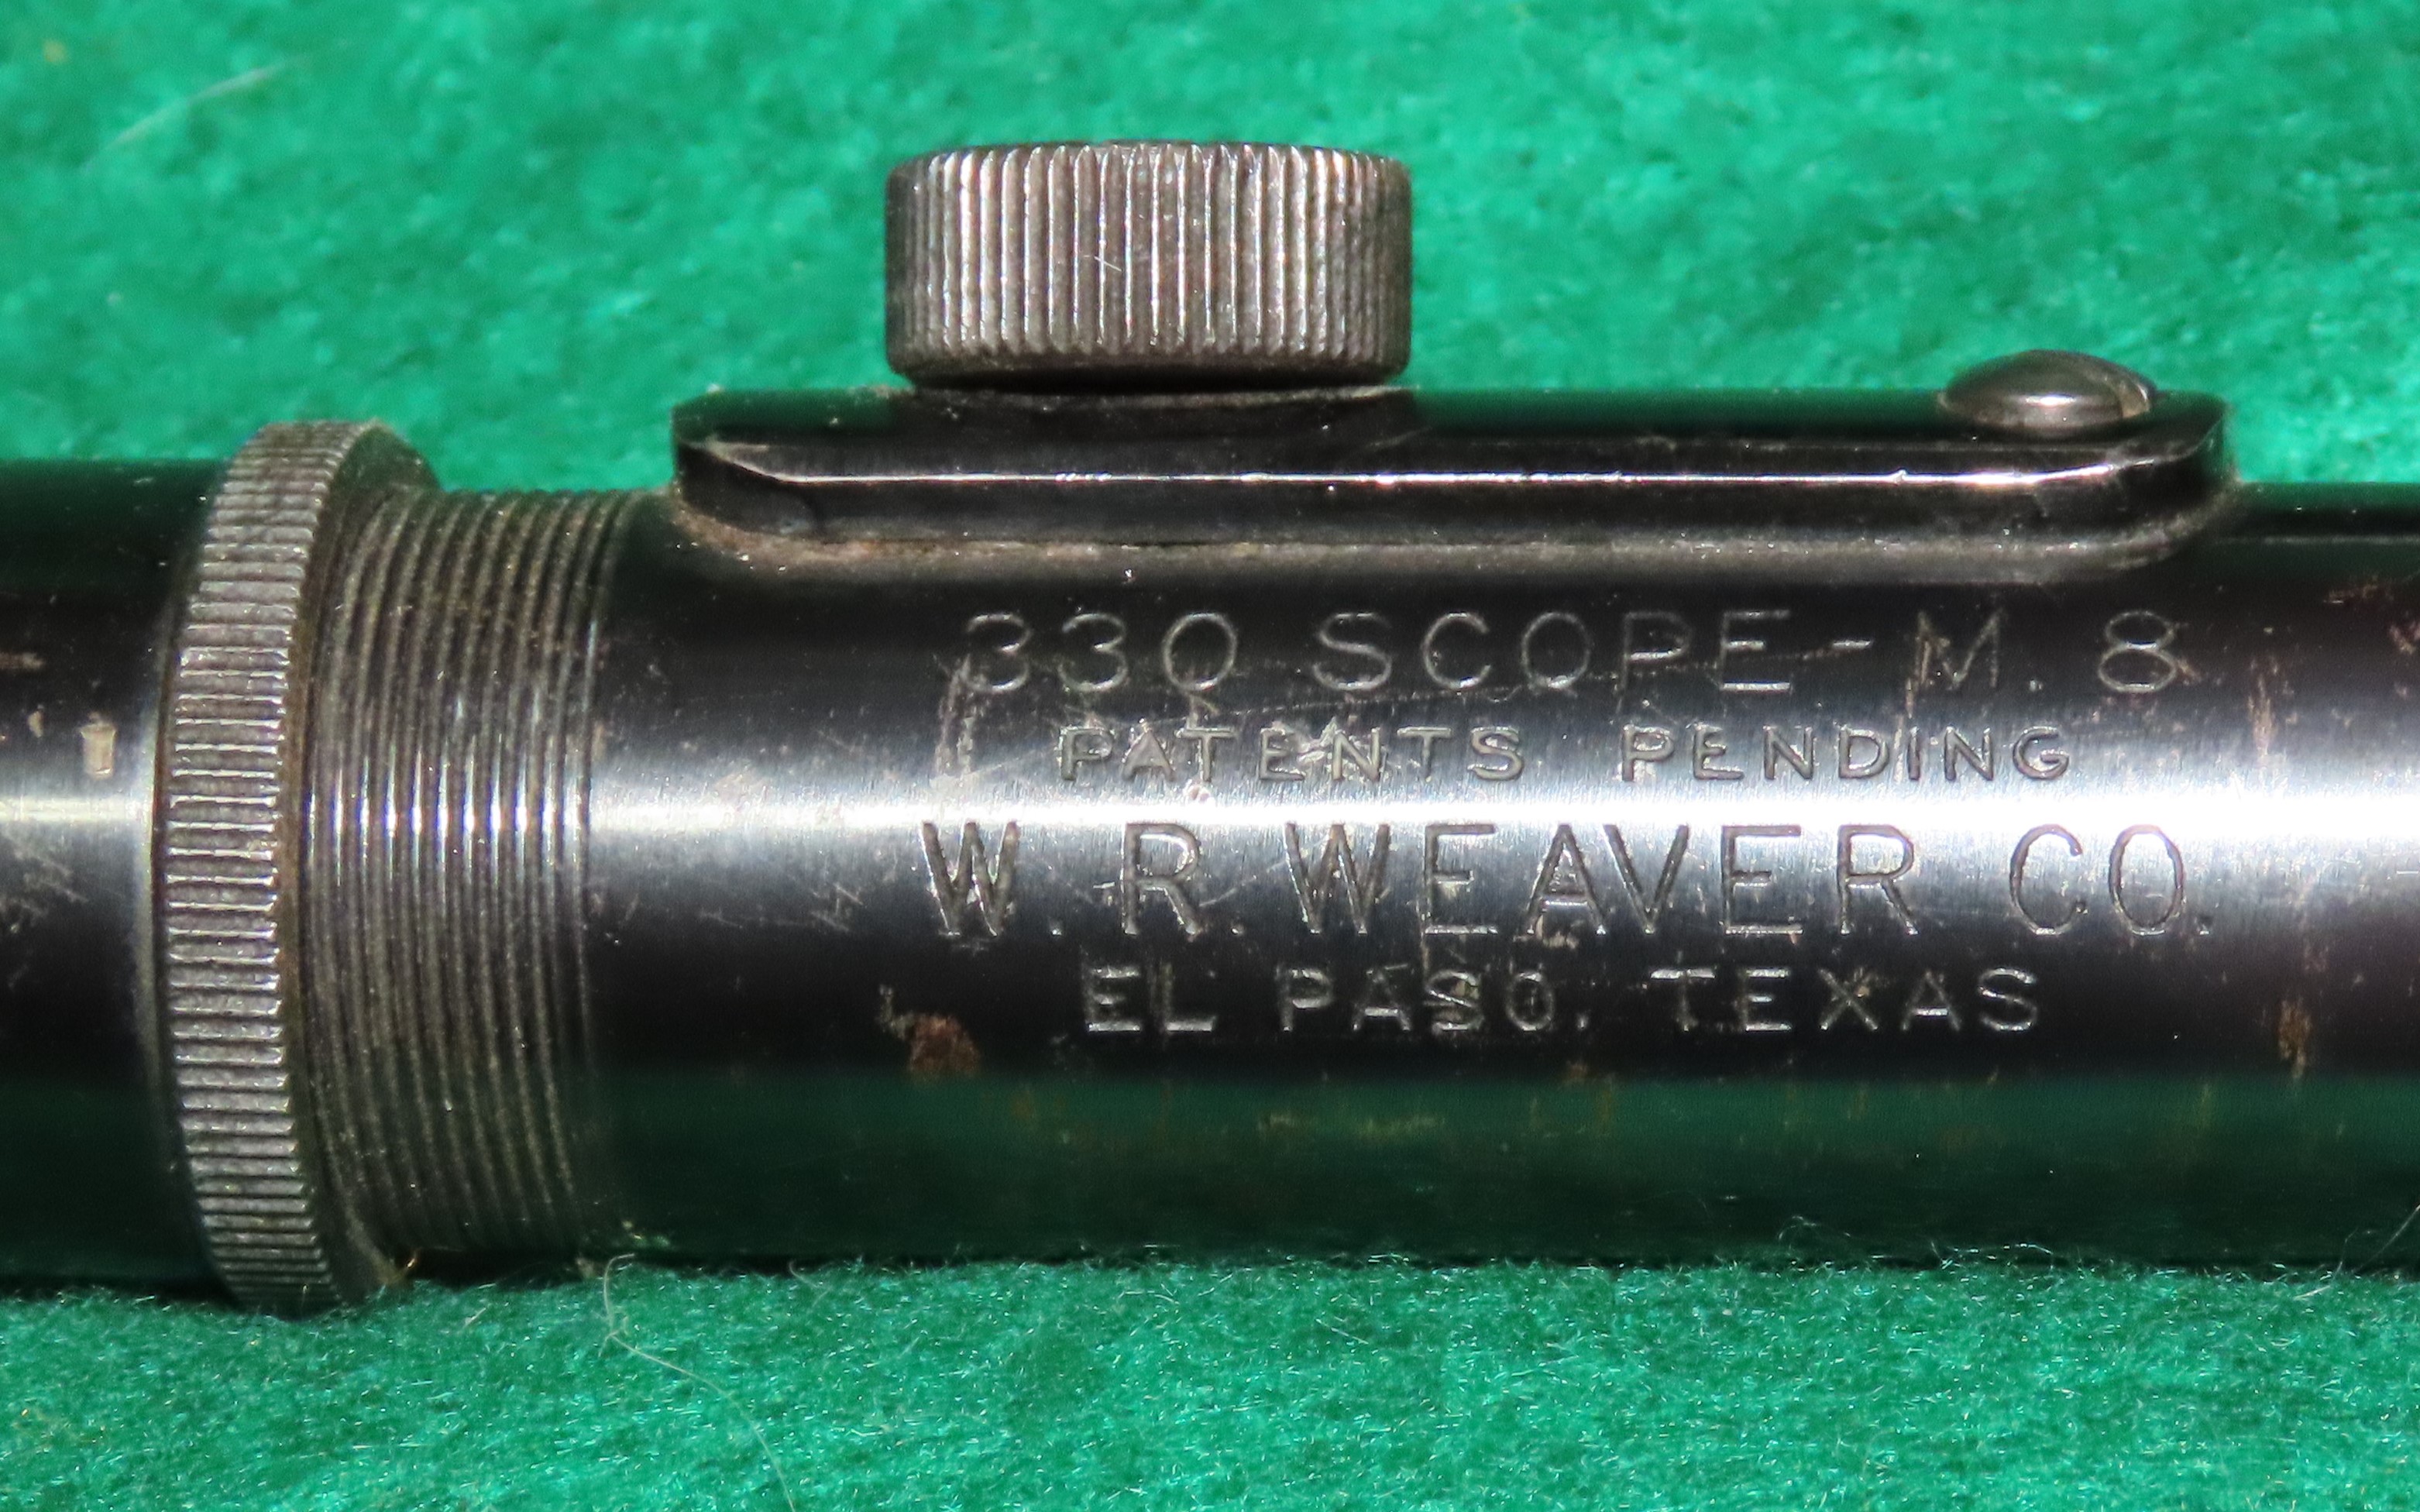 330 SCOPE - M. 8
PATENTS PENDING
W. R. WEAVER CO.
EL PASO, TEXAS